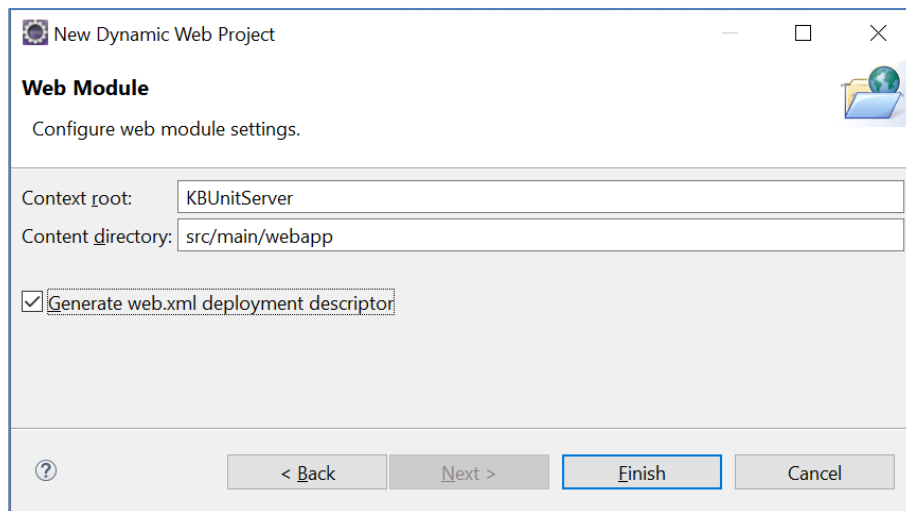 New Dynamic Web Project
Web Module
Configure web module settings.
Context root: KBUnitServer
Content directory: src/main/webapp
Generate web.xml deployment descriptor
? < Back Next > Finish Cancel